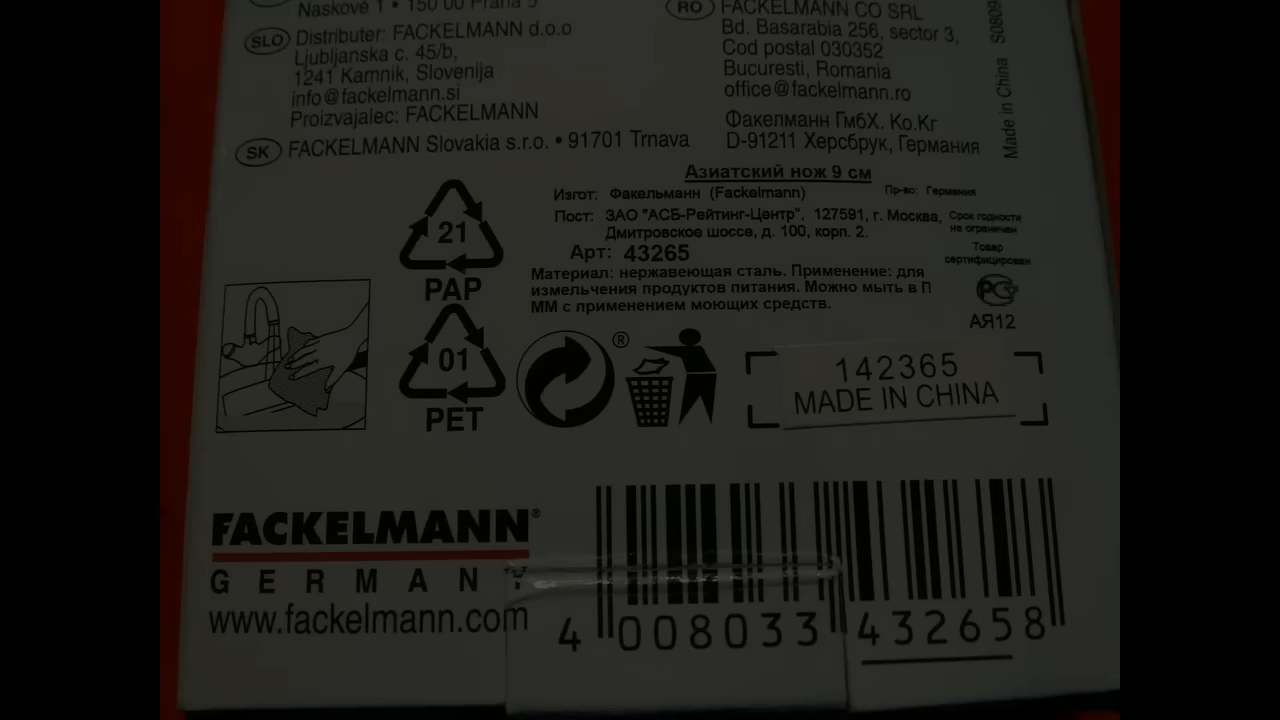 Naskové 1 • 150 00 Praha 5
SLO Distributer: FACKELMANN d.o.o
Ljubljanska c. 45/b,
1241 Kamnik, Slovenija
info@fackelmann.si
Proizvajalec: FACKELMANN
SK FACKELMANN Slovakia s.r.o. • 91701 Trnava
RO FACKELMANN CO SRL
Bd. Basarabia 256, sector 3,
Cod postal 030352
Bucuresti, Romania
office@fackelmann.ro
Факелманн ГмбХ. Ко.Кг
D-91211 Херсбрук, Германия
Made in China S0809
Азиатский нож 9 см
Изгот: Факельманн (Fackelmann)
Пр-во: Германия
Пост: ЗАО "АСБ-Рейтинг-Центр", 127591, г. Москва,
Дмитровское шоссе, д. 100, корп. 2.
Срок годности
не ограничен
Арт: 43265
Товар
сертифицирован
Материал: нержавеющая сталь. Применение: для
измельчения продуктов питания. Можно мыть в П
ММ с применением моющих средств.
РС
АЯ12
21
PAP
01
PET
®
142365
MADE IN CHINA
FACKELMANN®
GERMANY
www.fackelmann.com
4 008033 432658